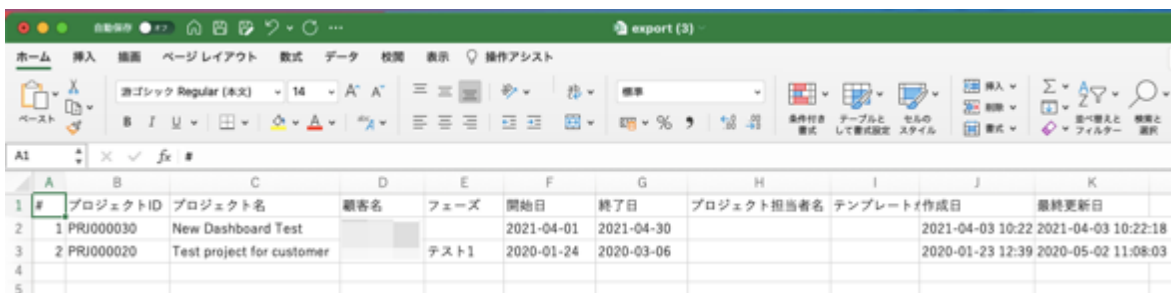 自動保存 オフ export (3)
ホーム 挿入 描画 ページ レイアウト 数式 データ 校閲 表示 操作アシスト
ペースト 游ゴシック Regular (本文) 14 A A 標準 挿入
B I U A % 条件付き書式 テーブルとして書式設定 セルのスタイル 削除 書式 並べ替えとフィルター 検索と選択
A1 fx #
A B C D E F G H I J K
1 # プロジェクトID プロジェクト名 顧客名 フェーズ 開始日 終了日 プロジェクト担当者名 テンプレート 作成日 最終更新日
2 1 PRJ000030 New Dashboard Test 2021-04-01 2021-04-30 2021-04-03 10:22 2021-04-03 10:22:18
3 2 PRJ000020 Test project for customer テスト1 2020-01-24 2020-03-06 2020-01-23 12:39 2020-05-02 11:08:03
4
5